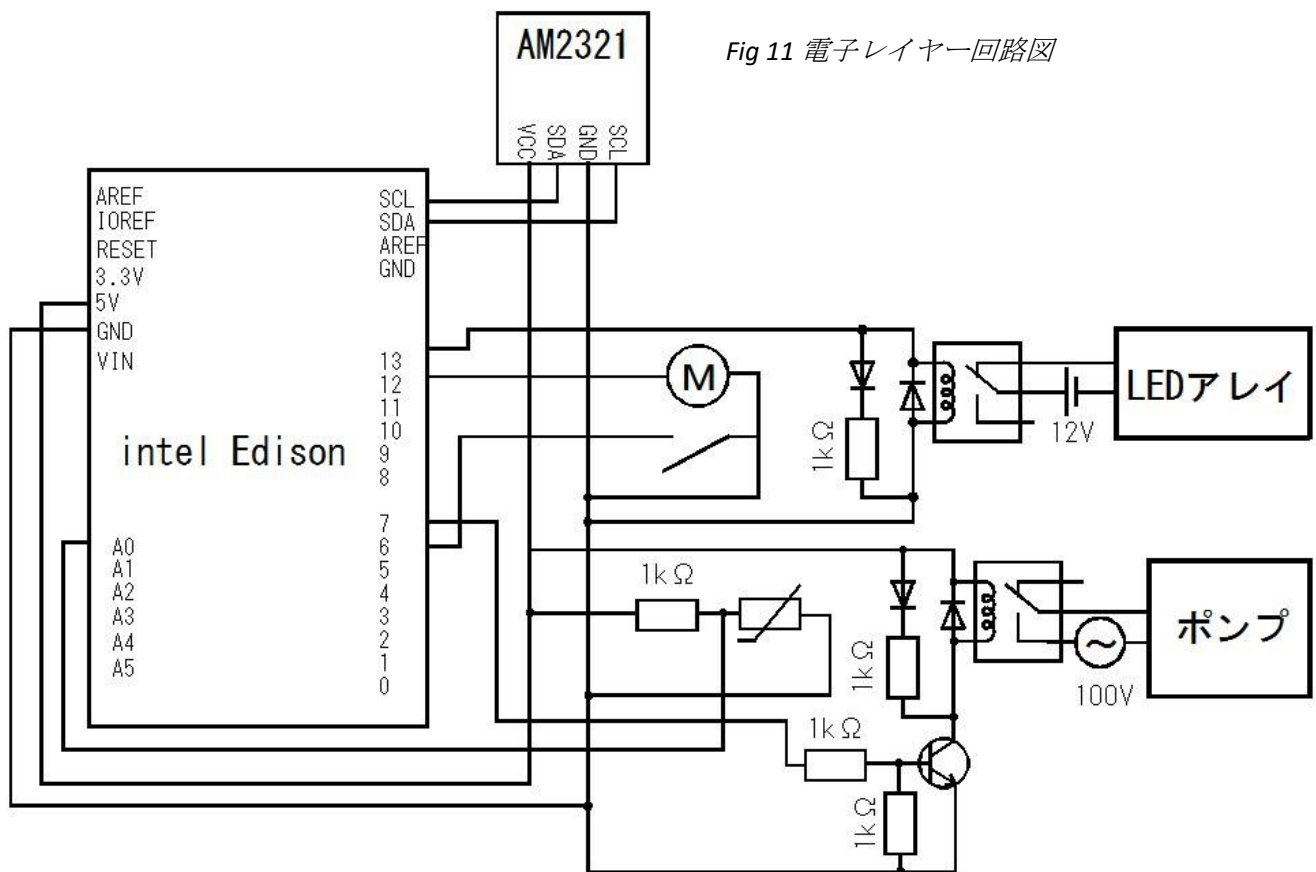 Fig 11 電子レイヤー回路図
AM2321
VCC
SDA
GND
SCL
AREF
IOREF
RESET
3.3V
5V
GND
VIN
SCL
SDA
AREF
GND
13
12
11
10
9
8
7
6
5
4
3
2
1
0
intel Edison
A0
A1
A2
A3
A4
A5
M
1kΩ
12V
LEDアレイ
1kΩ
1kΩ
100V
ポンプ
1kΩ
1kΩ